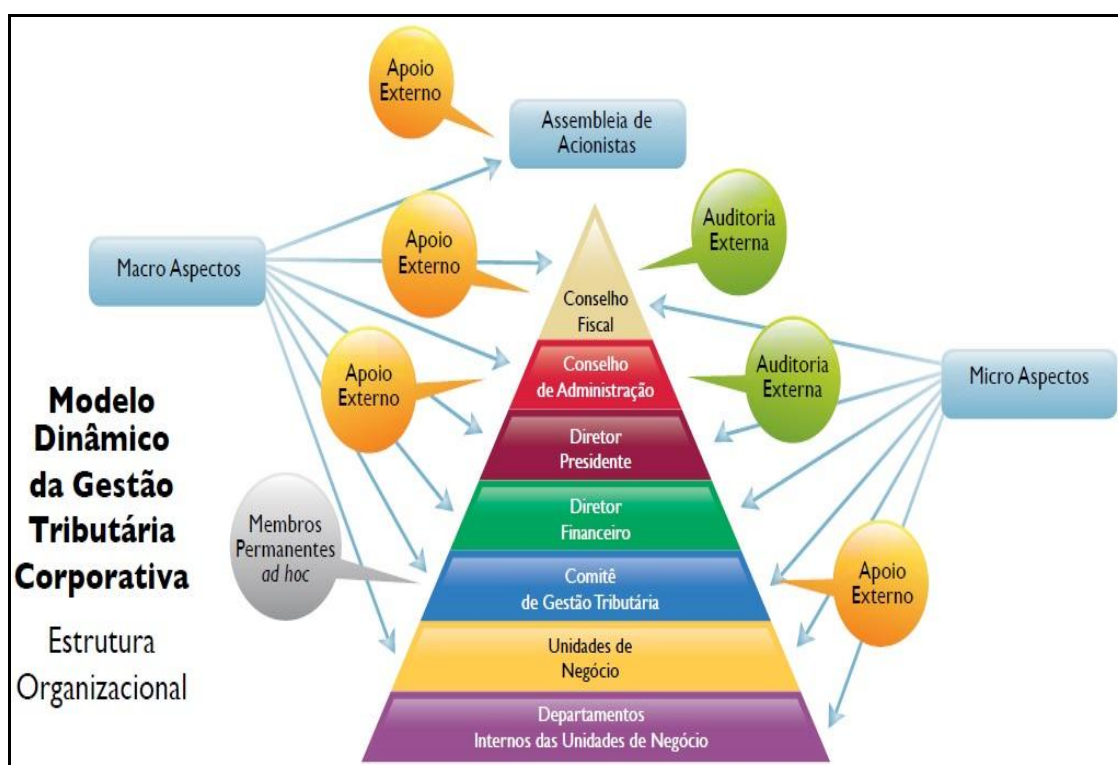 Apoio
Externo
Assembleia de
Acionistas
Auditoria
Externa
Apoio
Externo
Macro Aspectos
Conselho
Fiscal
Apoio
Externo
Conselho
de Administração
Auditoria
Externa
Micro Aspectos
Modelo
Dinâmico
da Gestão
Tributária
Corporativa
Estrutura
Organizacional
Diretor
Presidente
Diretor
Financeiro
Membros
Permanentes
ad hoc
Comitê
de Gestão Tributária
Apoio
Externo
Unidades de
Negócio
Departamentos
Internos das Unidades de Negócio